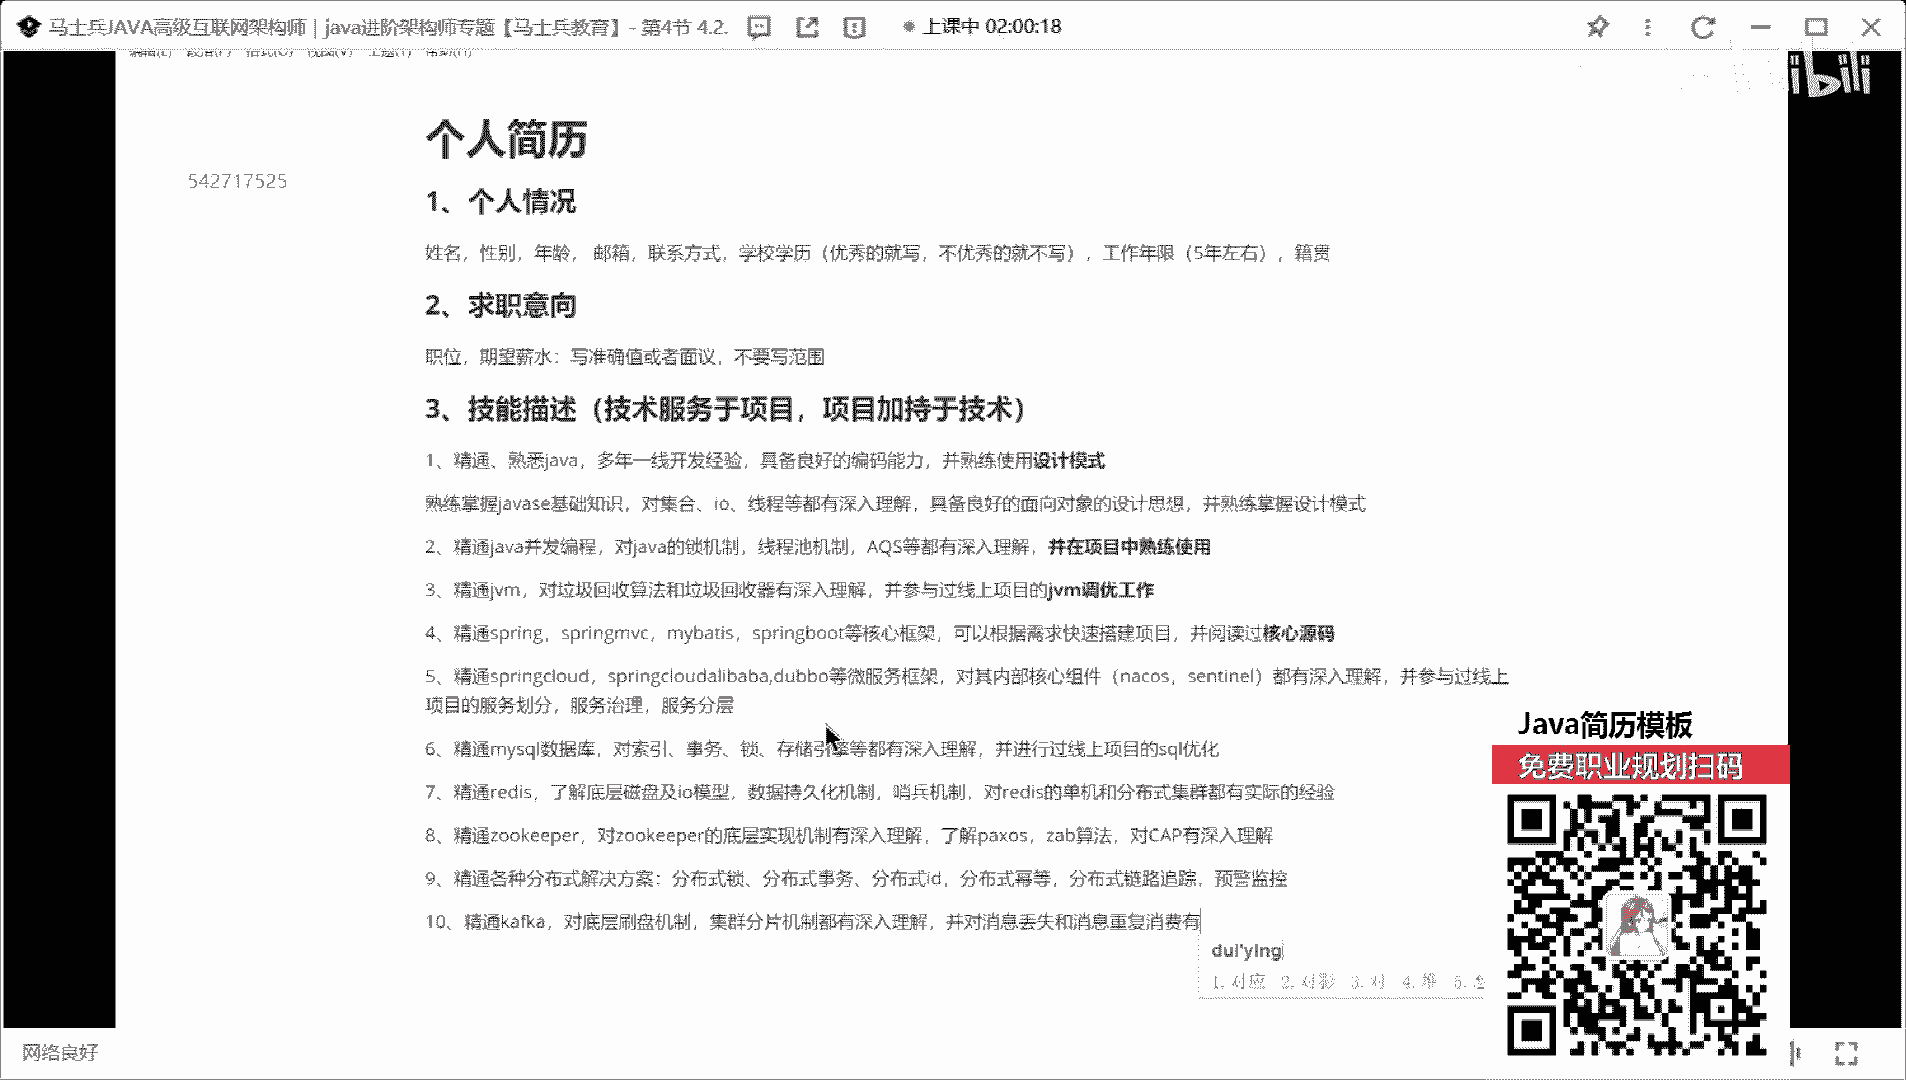 马士兵JAVA高级互联网架构师｜java进阶架构师专题【马士兵教育】- 第4节 4.2.
上课中 02:00:18
bili
个人简历
542717525
1、个人情况
姓名，性别，年龄， 邮箱，联系方式，学校学历（优秀的就写，不优秀的就不写），工作年限（5年左右），籍贯
2、求职意向
职位，期望薪水：写准确值或者面议，不要写范围
3、技能描述（技术服务于项目，项目加持于技术）
1、精通、熟悉java，多年一线开发经验，具备良好的编码能力，并熟练使用设计模式
熟练掌握javase基础知识，对集合、io、线程等都有深入理解，具备良好的面向对象的设计思想，并熟练掌握设计模式
2、精通java并发编程，对java的锁机制，线程池机制，AQS等都有深入理解，并在项目中熟练使用
3、精通jvm，对垃圾回收算法和垃圾回收器有深入理解，并参与过线上项目的jvm调优工作
4、精通spring，springmvc，mybatis，springboot等核心框架，可以根据需求快速搭建项目，并阅读过核心源码
5、精通springcloud，springcloudalibaba,dubbo等微服务框架，对其内部核心组件（nacos，sentinel）都有深入理解，并参与过线上
项目的服务划分，服务治理，服务分层
6、精通mysql数据库，对索引、事务、锁、存储引擎等都有深入理解，并进行过线上项目的sql优化
7、精通redis，了解底层磁盘及io模型，数据持久化机制，哨兵机制，对redis的单机和分布式集群都有实际的经验
8、精通zookeeper，对zookeeper的底层实现机制有深入理解，了解paxos，zab算法，对CAP有深入理解
9、精通各种分布式解决方案：分布式锁、分布式事务、分布式id，分布式幂等，分布式链路追踪，预警监控
10、精通kafka，对底层刷盘机制，集群分片机制都有深入理解，并对消息丢失和消息重复消费有
dui'ying
1.对应 2.对影 3.对 4.堆 5.
Java简历模板
免费职业规划扫码
网络良好